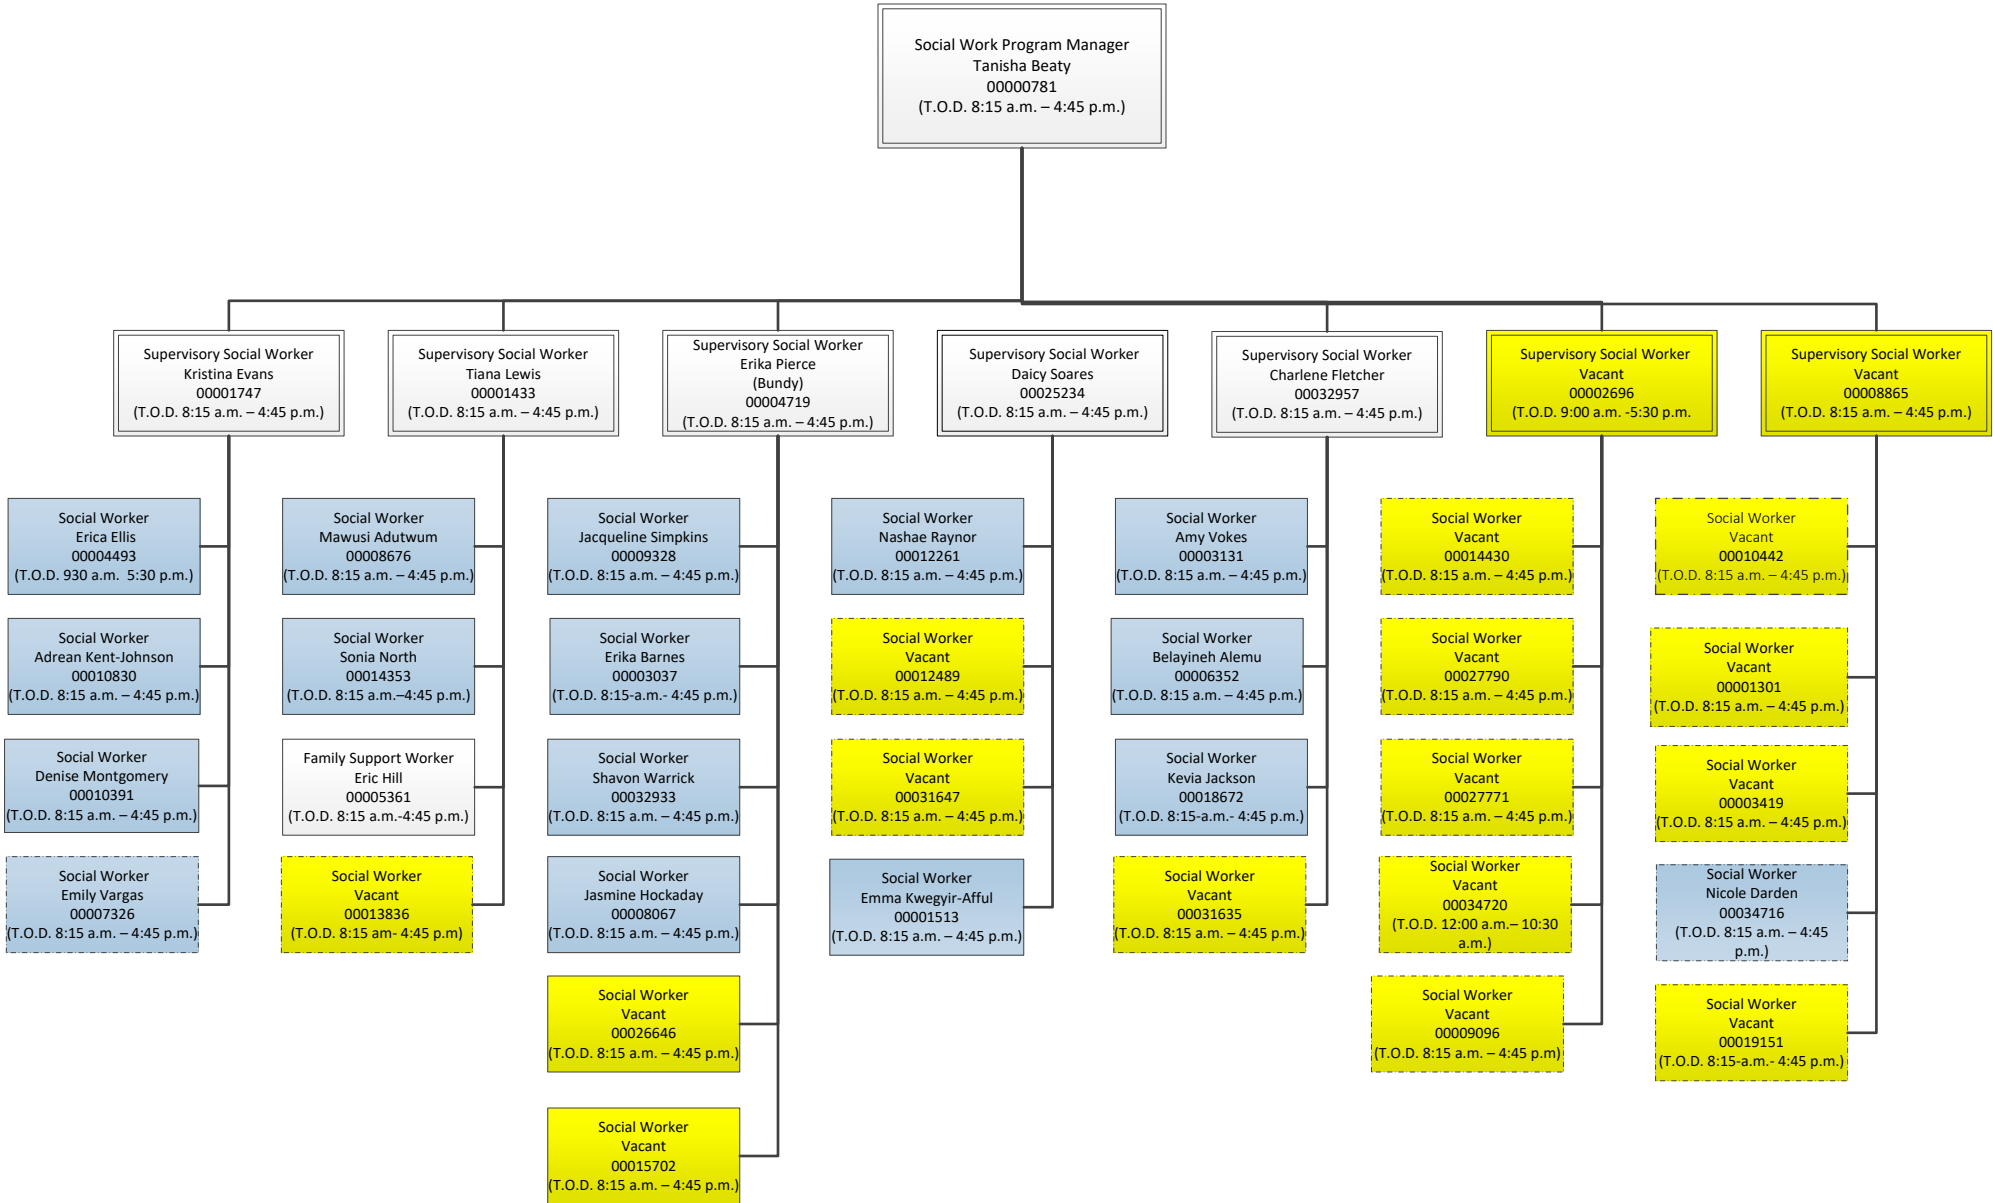 Social Work Program Manager
Tanisha Beaty
00000781
(T.O.D. 8:15 a.m. – 4:45 p.m.)
Supervisory Social Worker
Kristina Evans
00001747
(T.O.D. 8:15 a.m. – 4:45 p.m.)
Supervisory Social Worker
Tiana Lewis
00001433
(T.O.D. 8:15 a.m. – 4:45 p.m.)
Supervisory Social Worker
Erika Pierce
(Bundy)
00004719
(T.O.D. 8:15 a.m. – 4:45 p.m.)
Supervisory Social Worker
Daicy Soares
00025234
(T.O.D. 8:15 a.m. – 4:45 p.m.)
Supervisory Social Worker
Charlene Fletcher
00032957
(T.O.D. 8:15 a.m. – 4:45 p.m.)
Supervisory Social Worker
Vacant
00002696
(T.O.D. 9:00 a.m. -5:30 p.m.
Supervisory Social Worker
Vacant
00008865
(T.O.D. 8:15 a.m. – 4:45 p.m.)
Social Worker
Erica Ellis
00004493
(T.O.D. 930 a.m.  5:30 p.m.)
Social Worker
Adrean Kent-Johnson
00010830
(T.O.D. 8:15 a.m. – 4:45 p.m.)
Social Worker
Denise Montgomery
00010391
(T.O.D. 8:15 a.m. – 4:45 p.m.)
Social Worker
Emily Vargas
00007326
(T.O.D. 8:15 a.m. – 4:45 p.m.)
Social Worker
Mawusi Adutwum
00008676
(T.O.D. 8:15 a.m. – 4:45 p.m.)
Social Worker
Sonia North
00014353
(T.O.D. 8:15 a.m.–4:45 p.m.)
Family Support Worker
Eric Hill
00005361
(T.O.D. 8:15 a.m.-4:45 p.m.)
Social Worker
Vacant
00013836
(T.O.D. 8:15 am- 4:45 p.m)
Social Worker
Jacqueline Simpkins
00009328
(T.O.D. 8:15 a.m. – 4:45 p.m.)
Social Worker
Erika Barnes
00003037
(T.O.D. 8:15-a.m.- 4:45 p.m.)
Social Worker
Shavon Warrick
00032933
(T.O.D. 8:15 a.m. – 4:45 p.m.)
Social Worker
Jasmine Hockaday
00008067
(T.O.D. 8:15 a.m. – 4:45 p.m.)
Social Worker
Vacant
00026646
(T.O.D. 8:15 a.m. – 4:45 p.m.)
Social Worker
Vacant
00015702
(T.O.D. 8:15 a.m. – 4:45 p.m.)
Social Worker
Nashae Raynor
00012261
(T.O.D. 8:15 a.m. – 4:45 p.m.)
Social Worker
Vacant
00012489
(T.O.D. 8:15 a.m. – 4:45 p.m.)
Social Worker
Vacant
00031647
(T.O.D. 8:15 a.m. – 4:45 p.m.)
Social Worker
Emma Kwegyir-Afful
00001513
(T.O.D. 8:15 a.m. – 4:45 p.m.)
Social Worker
Amy Vokes
00003131
(T.O.D. 8:15 a.m. – 4:45 p.m.)
Social Worker
Belayineh Alemu
00006352
(T.O.D. 8:15 a.m. – 4:45 p.m.)
Social Worker
Kevia Jackson
00018672
(T.O.D. 8:15-a.m.- 4:45 p.m.)
Social Worker
Vacant
00031635
(T.O.D. 8:15 a.m. – 4:45 p.m.)
Social Worker
Vacant
00014430
(T.O.D. 8:15 a.m. – 4:45 p.m.)
Social Worker
Vacant
00027790
(T.O.D. 8:15 a.m. – 4:45 p.m.)
Social Worker
Vacant
00027771
(T.O.D. 8:15 a.m. – 4:45 p.m.)
Social Worker
Vacant
00034720
(T.O.D. 12:00 a.m.– 10:30
a.m.)
Social Worker
Vacant
00009096
(T.O.D. 8:15 a.m. – 4:45 p.m)
Social Worker
Vacant
00010442
(T.O.D. 8:15 a.m. – 4:45 p.m.)
Social Worker
Vacant
00001301
(T.O.D. 8:15 a.m. – 4:45 p.m.)
Social Worker
Vacant
00003419
(T.O.D. 8:15 a.m. – 4:45 p.m.)
Social Worker
Nicole Darden
00034716
(T.O.D. 8:15 a.m. – 4:45
p.m.)
Social Worker
Vacant
00019151
(T.O.D. 8:15-a.m.- 4:45 p.m.)